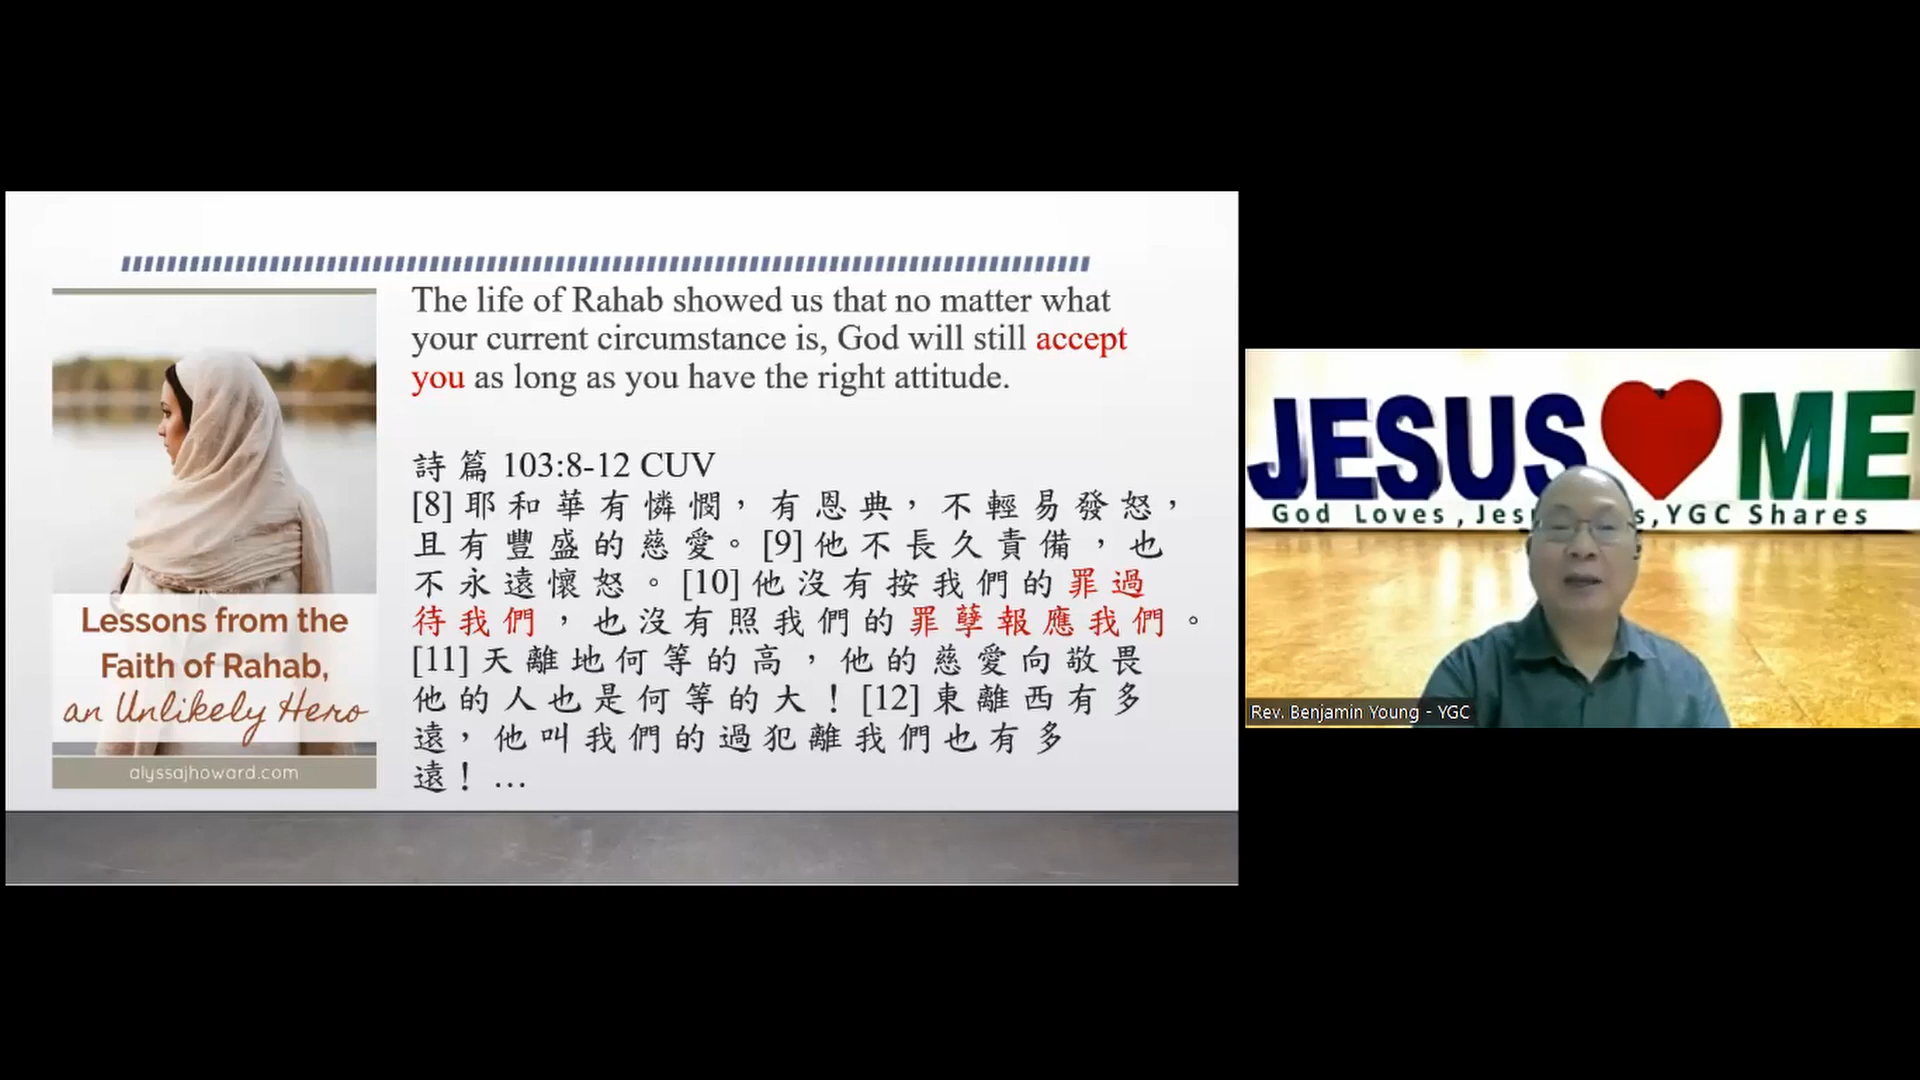 The life of Rahab showed us that no matter what
your current circumstance is, God will still accept
you as long as you have the right attitude.
詩 篇 103:8-12 CUV
[8] 耶 和 華 有 憐 憫 ， 有 恩 典 ， 不 輕 易 發 怒 ，
且 有 豐 盛 的 慈 愛 。 [9] 他 不 長 久 責 備 ， 也
不 永 遠 懷 怒 。 [10] 他 沒 有 按 我 們 的 罪 過
待 我 們 ， 也 沒 有 照 我 們 的 罪 孽 報 應 我 們 。
[11] 天 離 地 何 等 的 高 ， 他 的 慈 愛 向 敬 畏
他 的 人 也 是 何 等 的 大 ！ [12] 東 離 西 有 多
遠 ， 他 叫 我 們 的 過 犯 離 我 們 也 有 多
遠 ！ …
Lessons from the
Faith of Rahab,
an Unlikely Hero
alyssajhoward.com
JESUS ME
God Loves, Jes s,YGC Shares
Rev. Benjamin Young - YGC